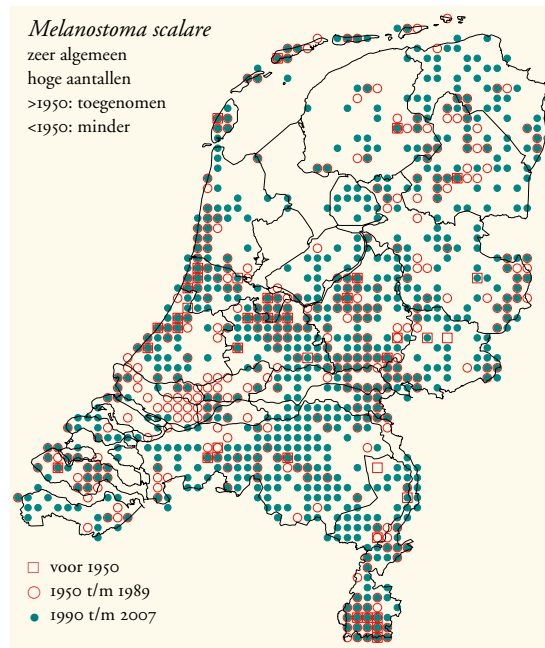 Melanostoma scalare
zeer algemeen
hoge aantallen
>1950: toegenomen
<1950: minder
voor 1950
1950 t/m 1989
1990 t/m 2007